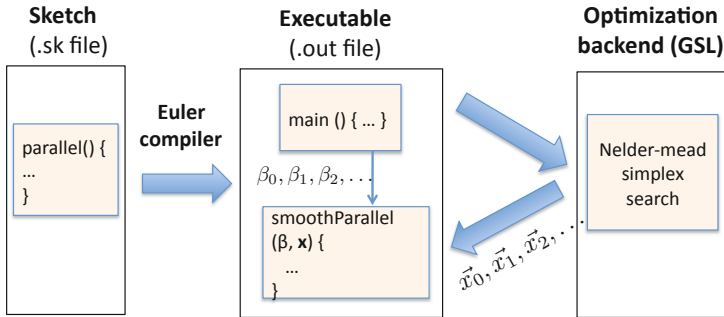 Sketch
(.sk file)
parallel() {
...
}
Euler
compiler
Executable
(.out file)
main () { ... }
β₀, β₁, β₂, ...
smoothParallel
(β, x) {
...
}
Optimization
backend (GSL)
Nelder-mead
simplex
search
x⃗₀, x⃗₁, x⃗₂, ...